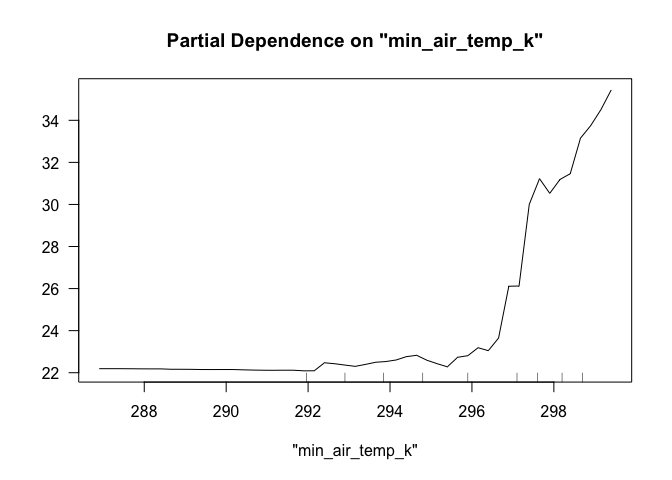 Partial Dependence on "min_air_temp_k"
34
32
30
28
26
24
22
288 290 292 294 296 298
"min_air_temp_k"